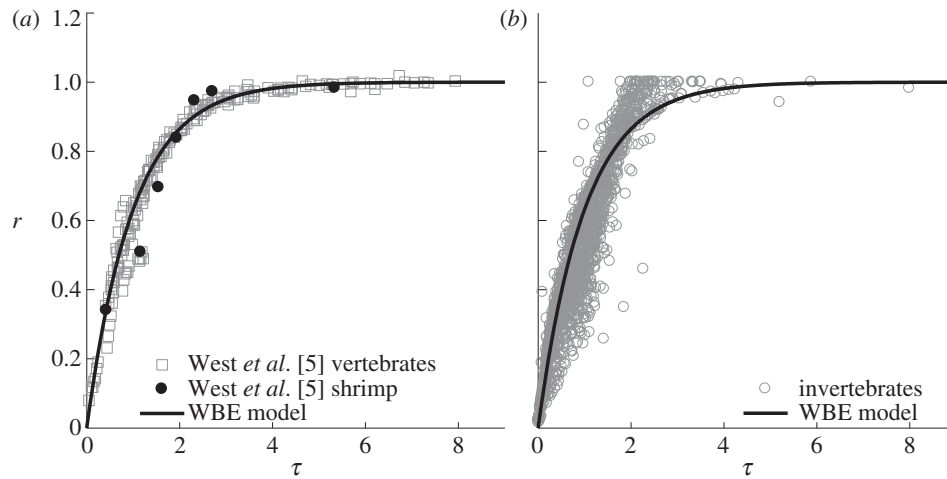 (a)
1.2
1.0
0.8
r
0.6
0.4
0.2
0
0 2 4 6 8
τ
West et al. [5] vertebrates
West et al. [5] shrimp
WBE model
(b)
0 2 4 6 8
τ
invertebrates
WBE model